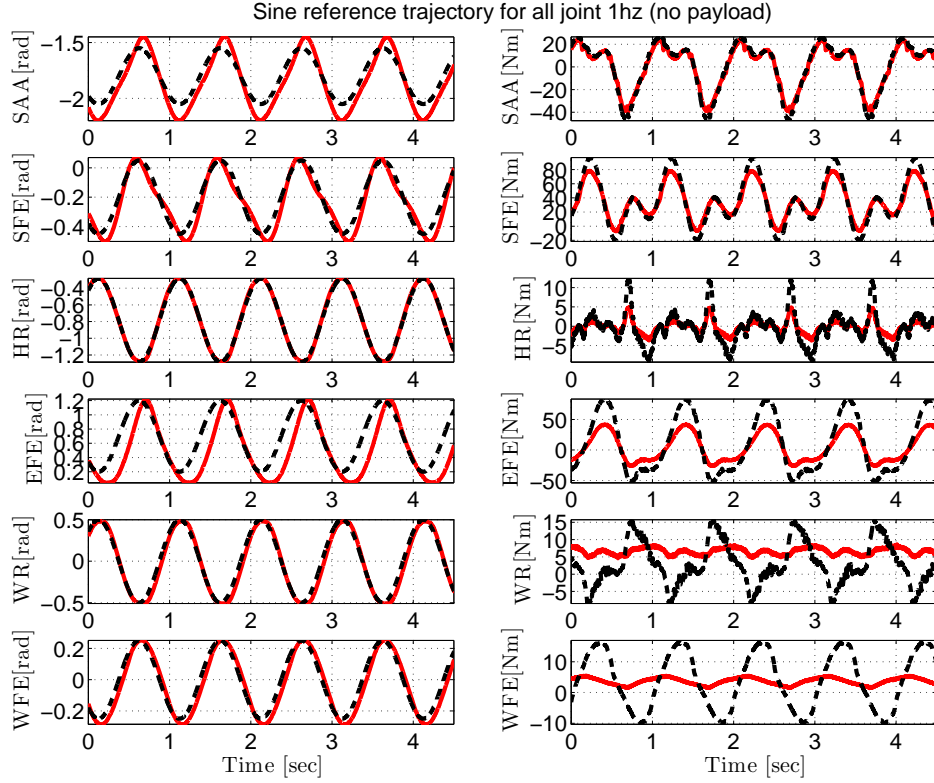 Sine reference trajectory for all joint 1hz (no payload)
SAA[rad]
−1.5
−2
0 1 2 3 4
SAA[Nm]
20
0
−20
−40
0 1 2 3 4
SFE[rad]
0
−0.2
−0.4
0 1 2 3 4
SFE[Nm]
80
60
40
20
0
−20
0 1 2 3 4
HR[rad]
−0.4
−0.6
−0.8
−1
−1.2
0 1 2 3 4
HR[Nm]
10
5
0
−5
0 1 2 3 4
EFE[rad]
1.2
1
0.8
0.6
0.4
0.2
0 1 2 3 4
EFE[Nm]
50
0
−50
0 1 2 3 4
WR[rad]
0.5
0
−0.5
0 1 2 3 4
WR[Nm]
15
10
5
0
−5
0 1 2 3 4
WFE[rad]
0.2
0
−0.2
0 1 2 3 4
Time [sec]
WFE[Nm]
10
0
−10
0 1 2 3 4
Time [sec]